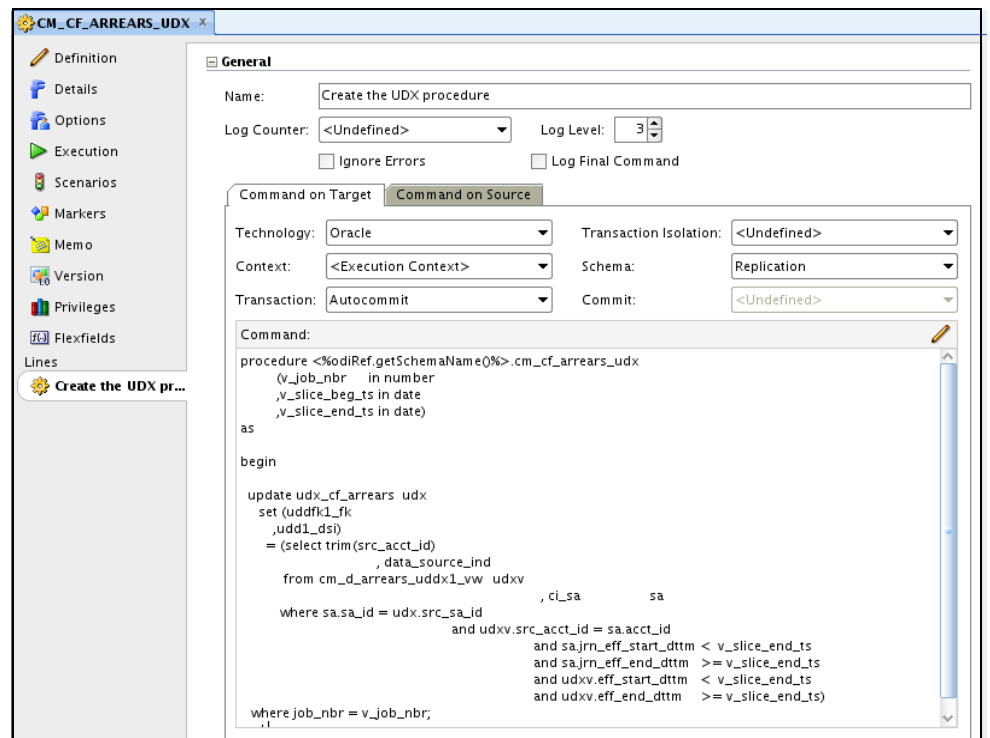 CM_CF_ARREARS_UDX ×
Definition
Details
Options
Execution
Scenarios
Markers
Memo
Version
Privileges
Flexfields
Lines
Create the UDX pr...
General
Name: Create the UDX procedure
Log Counter: <Undefined> Log Level: 3
Ignore Errors Log Final Command
Command on Target Command on Source
Technology: Oracle Transaction Isolation: <Undefined>
Context: <Execution Context> Schema: Replication
Transaction: Autocommit Commit: <Undefined>
Command:
procedure <%odiRef.getSchemaName()%>.cm_cf_arrears_udx
(v_job_nbr in number
,v_slice_beg_ts in date
,v_slice_end_ts in date)
as
begin
update udx_cf_arrears udx
set (uddfk1_fk
,udd1_dsi)
= (select trim(src_acct_id)
, data_source_ind
from cm_d_arrears_uddx1_vw udxv
, ci_sa sa
where sa.sa_id = udx.src_sa_id
and udxv.src_acct_id = sa.acct_id
and sa.jrn_eff_start_dttm < v_slice_end_ts
and sa.jrn_eff_end_dttm >= v_slice_end_ts
and udxv.eff_start_dttm < v_slice_end_ts
and udxv.eff_end_dttm >= v_slice_end_ts)
where job_nbr = v_job_nbr;